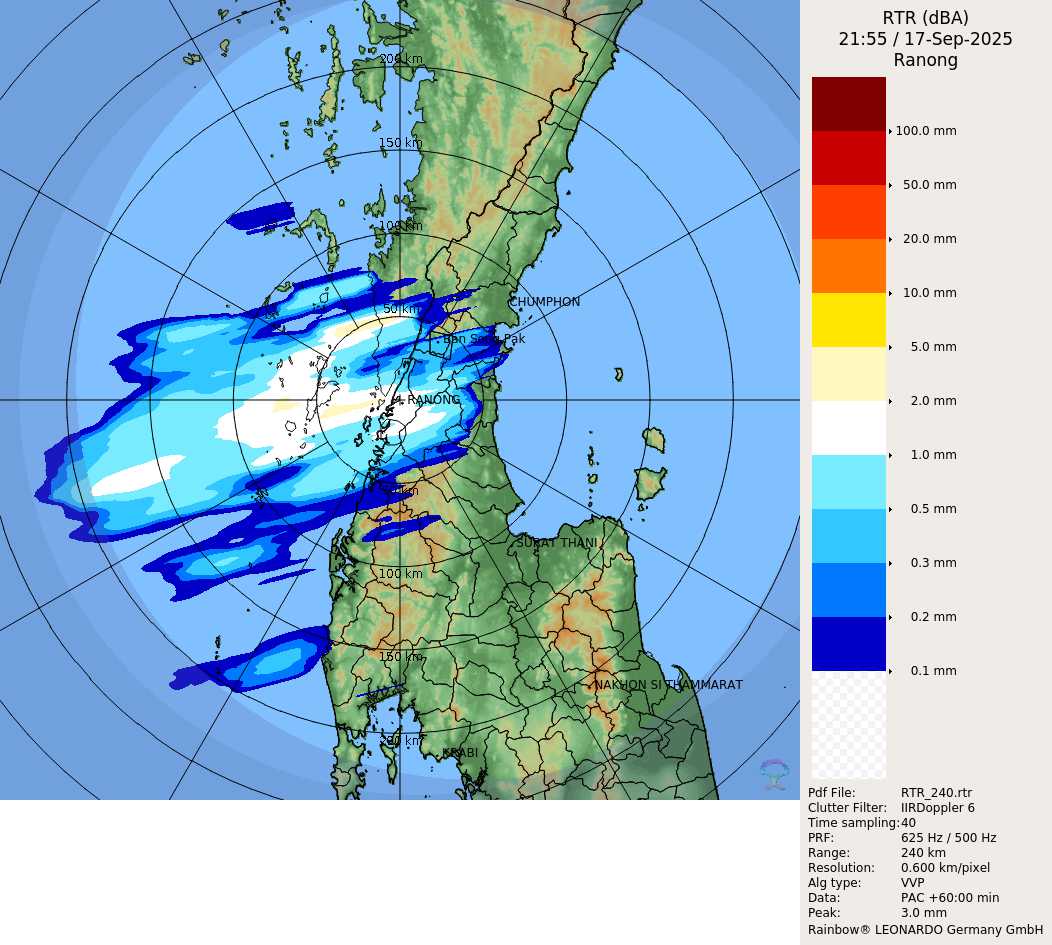 200 km
150 km
100 km
CHUMPHON
50 km
RANONG
100 km
SURAT THANI
150 km
NAKHON SI THAMMARAT
200 km
KRABI
RTR (dBA)
21:55 / 17-Sep-2025
Ranong
100.0 mm
50.0 mm
20.0 mm
10.0 mm
5.0 mm
2.0 mm
1.0 mm
0.5 mm
0.3 mm
0.2 mm
0.1 mm
Pdf File: RTR_240.rtr
Clutter Filter: IIRDoppler 6
Time sampling:40
PRF: 625 Hz / 500 Hz
Range: 240 km
Resolution: 0.600 km/pixel
Alg type: VVP
Data: PAC +60:00 min
Peak: 3.0 mm
Rainbow® LEONARDO Germany GmbH